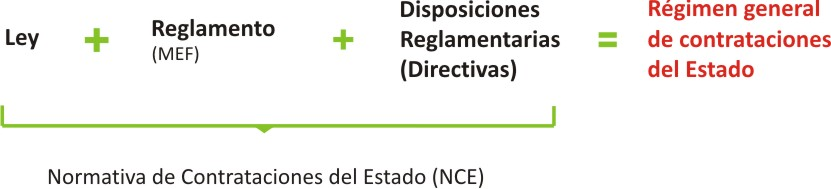 Ley + Reglamento (MEF) + Disposiciones Reglamentarias (Directivas) = Régimen general de contrataciones del Estado
Normativa de Contrataciones del Estado (NCE)